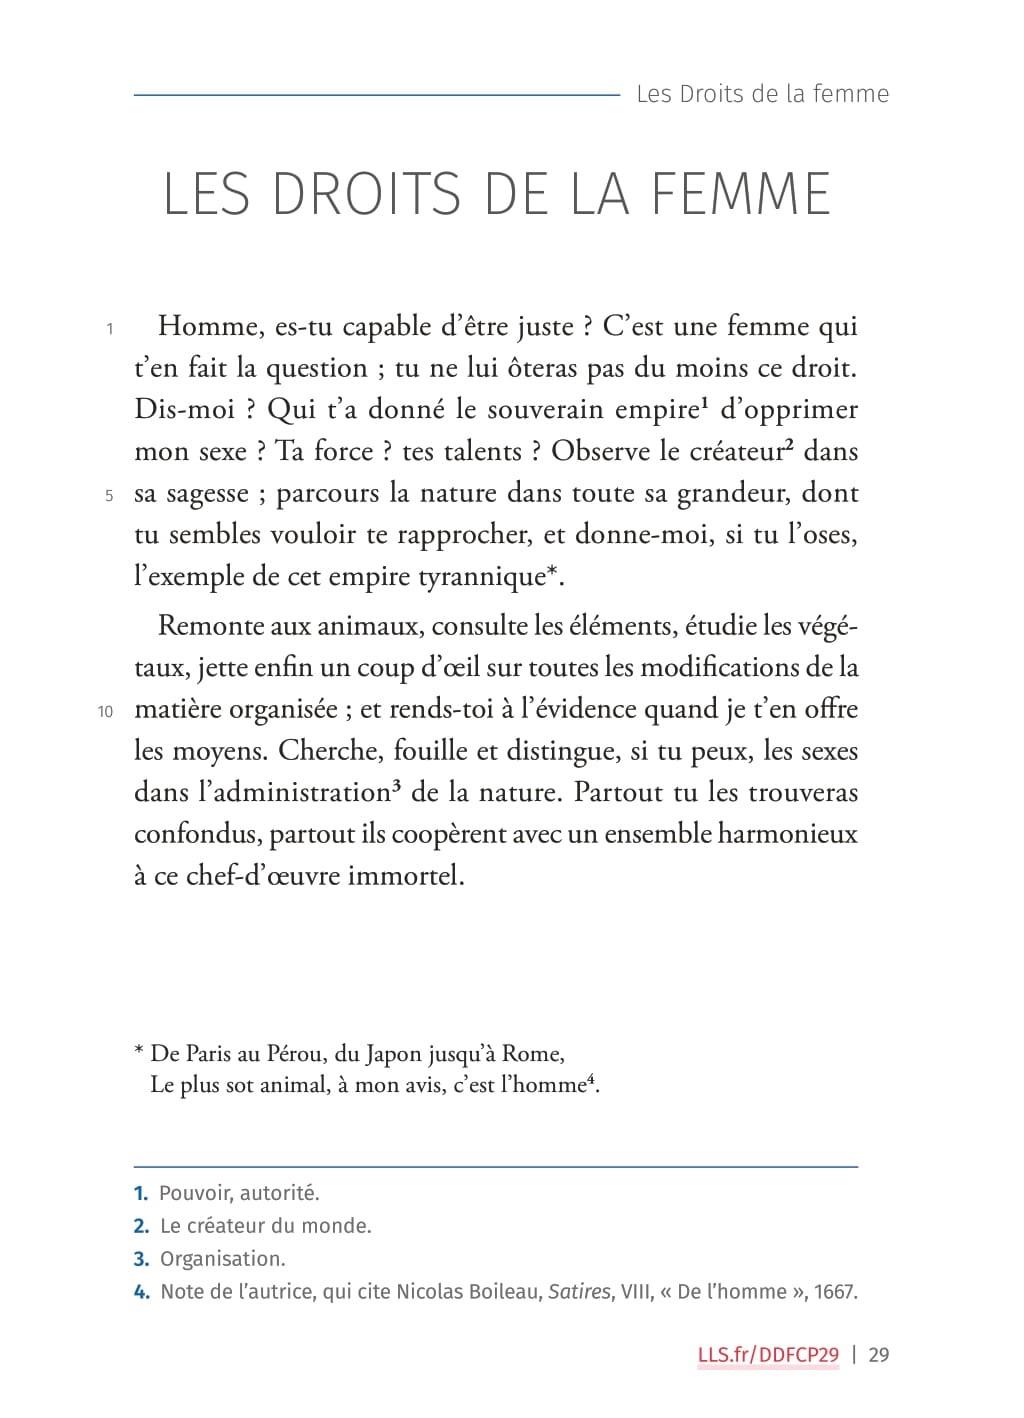 Les Droits de la femme
LES DROITS DE LA FEMME
1 Homme, es-tu capable d’être juste ? C’est une femme qui
t’en fait la question ; tu ne lui ôteras pas du moins ce droit.
Dis-moi ? Qui t’a donné le souverain empire¹ d’opprimer
mon sexe ? Ta force ? tes talents ? Observe le créateur² dans
5 sa sagesse ; parcours la nature dans toute sa grandeur, dont
tu sembles vouloir te rapprocher, et donne-moi, si tu l’oses,
l’exemple de cet empire tyrannique*.
Remonte aux animaux, consulte les éléments, étudie les végé-
taux, jette enfin un coup d’œil sur toutes les modifications de la
10 matière organisée ; et rends-toi à l’évidence quand je t’en offre
les moyens. Cherche, fouille et distingue, si tu peux, les sexes
dans l’administration³ de la nature. Partout tu les trouveras
confondus, partout ils coopèrent avec un ensemble harmonieux
à ce chef-d’œuvre immortel.
* De Paris au Pérou, du Japon jusqu’à Rome,
Le plus sot animal, à mon avis, c’est l’homme⁴.
1. Pouvoir, autorité.
2. Le créateur du monde.
3. Organisation.
4. Note de l’autrice, qui cite Nicolas Boileau, Satires, VIII, « De l’homme », 1667.
LLS.fr/DDFCP29 | 29